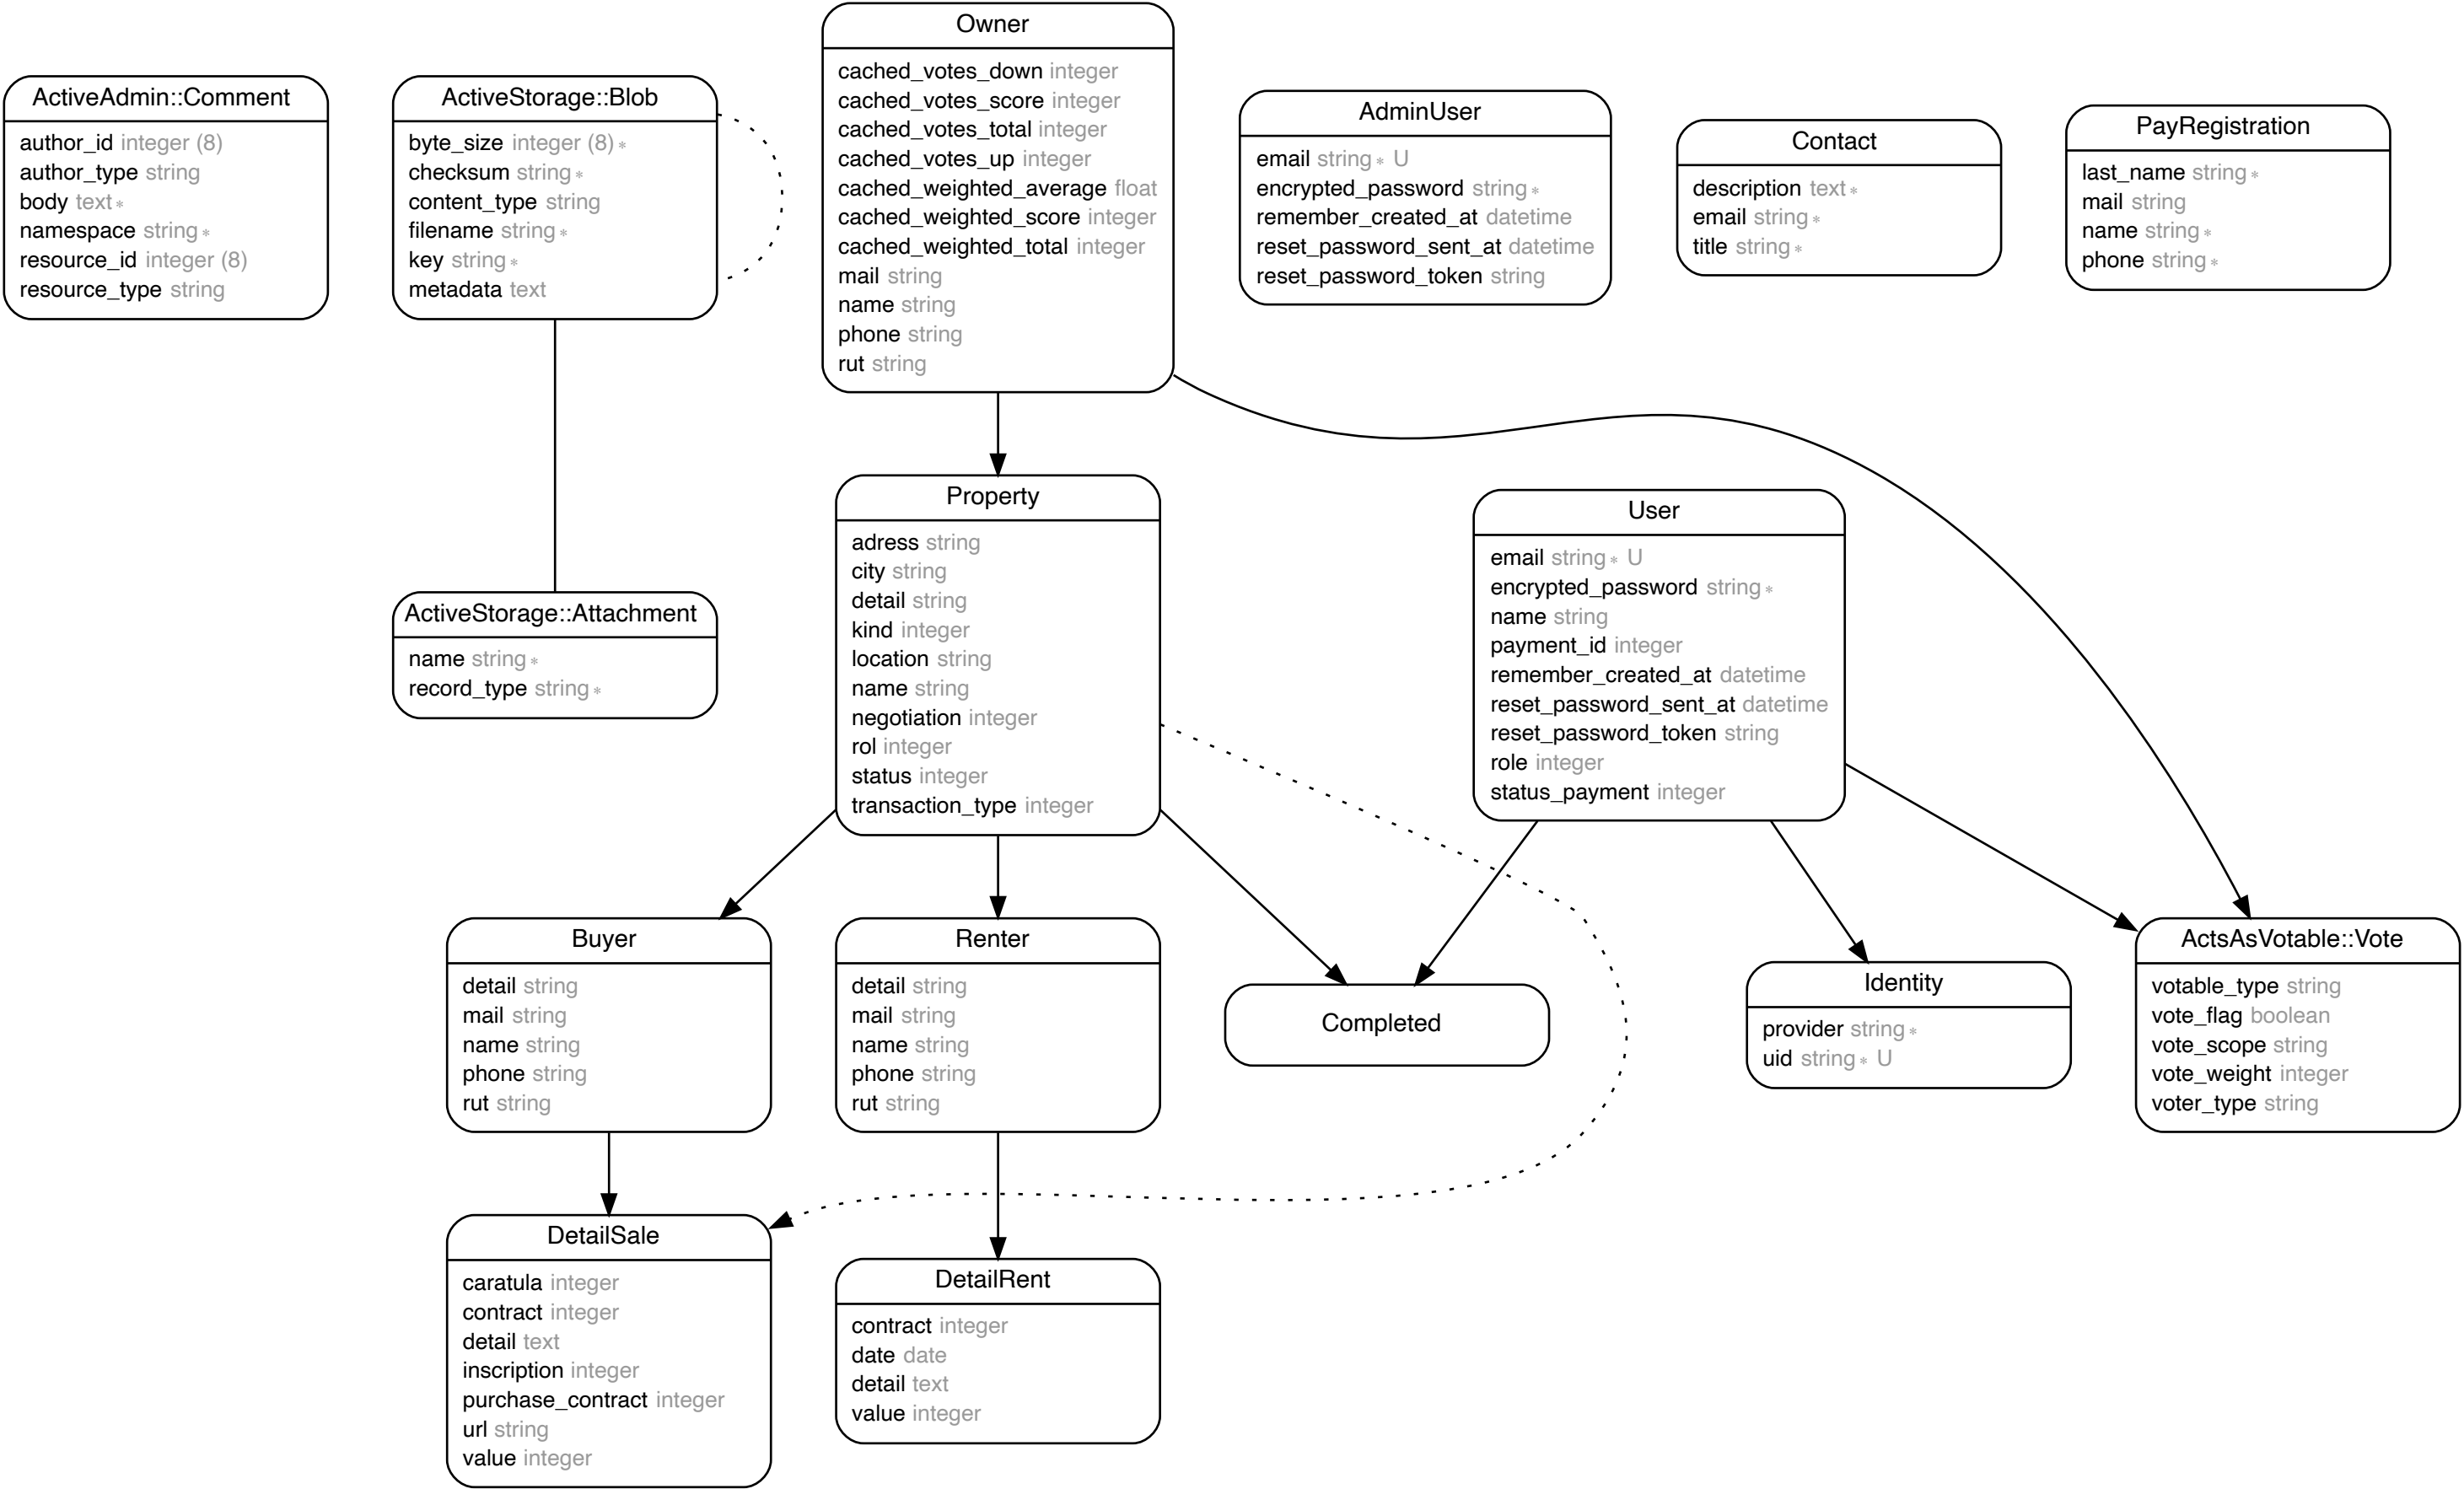 Owner
cached_votes_down integer
cached_votes_score integer
cached_votes_total integer
cached_votes_up integer
cached_weighted_average float
cached_weighted_score integer
cached_weighted_total integer
mail string
name string
phone string
rut string
ActiveAdmin::Comment
author_id integer (8)
author_type string
body text *
namespace string *
resource_id integer (8)
resource_type string
ActiveStorage::Blob
byte_size integer (8) *
checksum string *
content_type string
filename string *
key string *
metadata text
AdminUser
email string * U
encrypted_password string *
remember_created_at datetime
reset_password_sent_at datetime
reset_password_token string
Contact
description text *
email string *
title string *
PayRegistration
last_name string *
mail string
name string *
phone string *
Property
adress string
city string
detail string
kind integer
location string
name string
negotiation integer
rol integer
status integer
transaction_type integer
User
email string * U
encrypted_password string *
name string
payment_id integer
remember_created_at datetime
reset_password_sent_at datetime
reset_password_token string
role integer
status_payment integer
ActiveStorage::Attachment
name string *
record_type string *
Buyer
detail string
mail string
name string
phone string
rut string
Renter
detail string
mail string
name string
phone string
rut string
Completed
Identity
provider string *
uid string * U
ActsAsVotable::Vote
votable_type string
vote_flag boolean
vote_scope string
vote_weight integer
voter_type string
DetailSale
caratula integer
contract integer
detail text
inscription integer
purchase_contract integer
url string
value integer
DetailRent
contract integer
date date
detail text
value integer